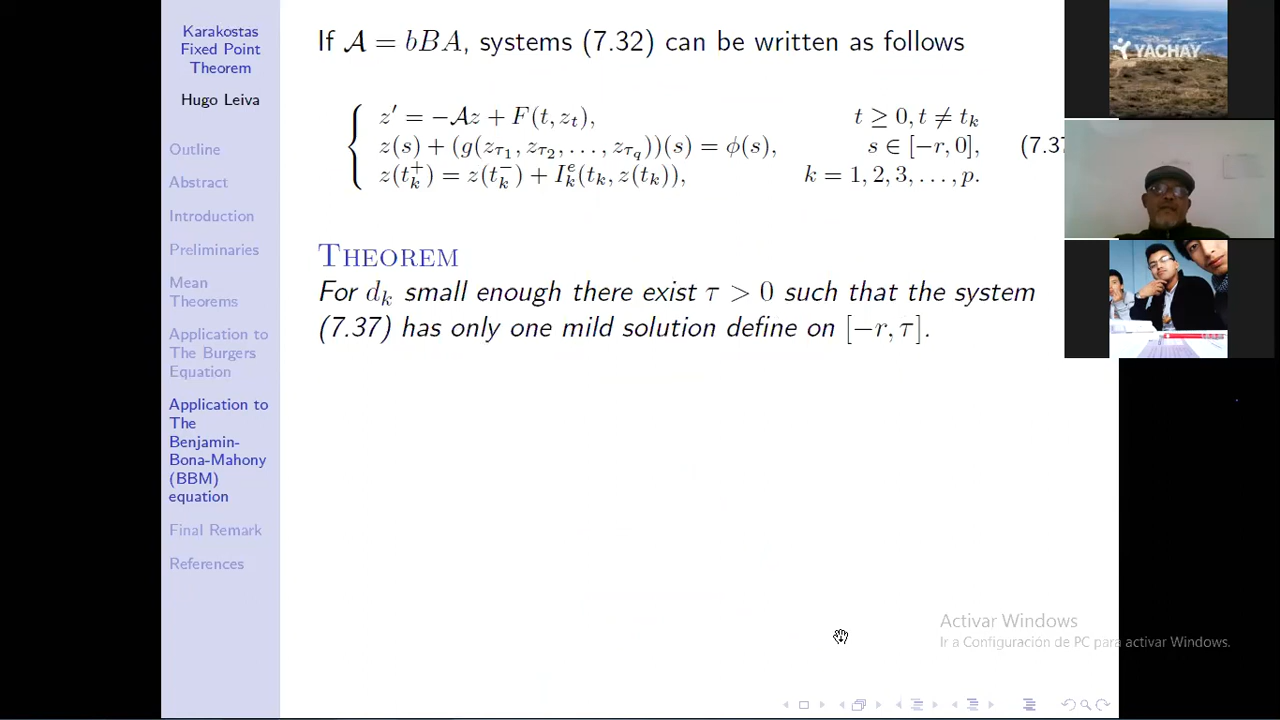 Karakostas
Fixed Point
Theorem
Hugo Leiva
Outline
Abstract
Introduction
Preliminaries
Mean
Theorems
Application to
The Burgers
Equation
Application to
The
Benjamin-
Bona-Mahony
(BBM)
equation
Final Remark
References
If 𝒜 = bBA, systems (7.32) can be written as follows
z′ = −𝒜z + F(t, z_t), t ≥ 0, t ≠ t_k
z(s) + (g(z_{τ_1}, z_{τ_2}, . . . , z_{τ_q}))(s) = ϕ(s), s ∈ [−r, 0], (7.37
z(t_k^+) = z(t_k^−) + I_k^e(t_k, z(t_k)), k = 1, 2, 3, . . . , p.
Theorem
For d_k small enough there exist τ > 0 such that the system
(7.37) has only one mild solution define on [−r, τ].
YACHAY
Activar Windows
Ir a Configuración de PC para activar Windows.